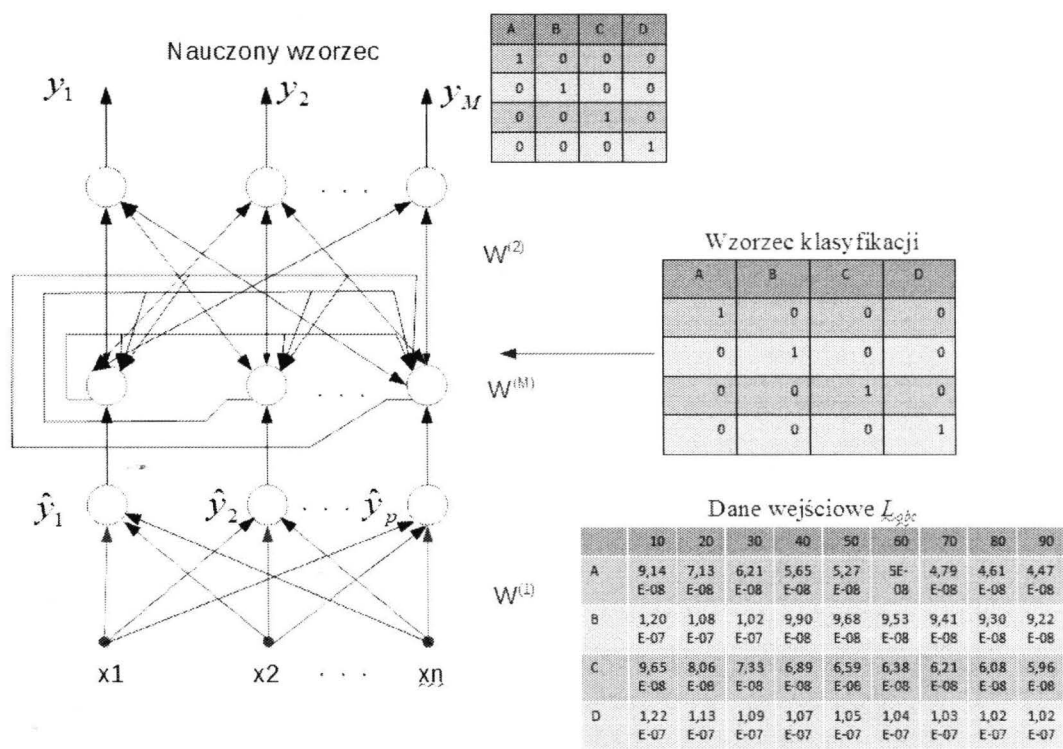 Nauczony wzorzec
A B C D
1 0 0 0
0 1 0 0
0 0 1 0
0 0 0 1
y₁ y₂ y_M
. . .
W⁽²⁾
Wzorzec klasyfikacji
A B C D
1 0 0 0
0 1 0 0
0 0 1 0
0 0 0 1
. . .
W⁽ᴹ⁾
ŷ₁ ŷ₂ . . . ŷ_p
W⁽¹⁾
x1 x2 . . . xn
Dane wejściowe
10 20 30 40 50 60 70 80 90
A 9,14 7,13 6,21 5,65 5,27 5E- 4,79 4,61 4,47
E-08 E-08 E-08 E-08 E-08 08 E-08 E-08 E-08
B 1,20 1,08 1,02 9,90 9,68 9,53 9,41 9,30 9,22
E-07 E-07 E-07 E-08 E-08 E-08 E-08 E-08 E-08
C 9,65 8,06 7,33 6,89 6,59 6,38 6,21 6,08 5,96
E-08 E-08 E-08 E-08 E-08 E-08 E-08 E-08 E-08
D 1,22 1,13 1,09 1,07 1,05 1,04 1,03 1,02 1,02
E-07 E-07 E-07 E-07 E-07 E-07 E-07 E-07 E-07